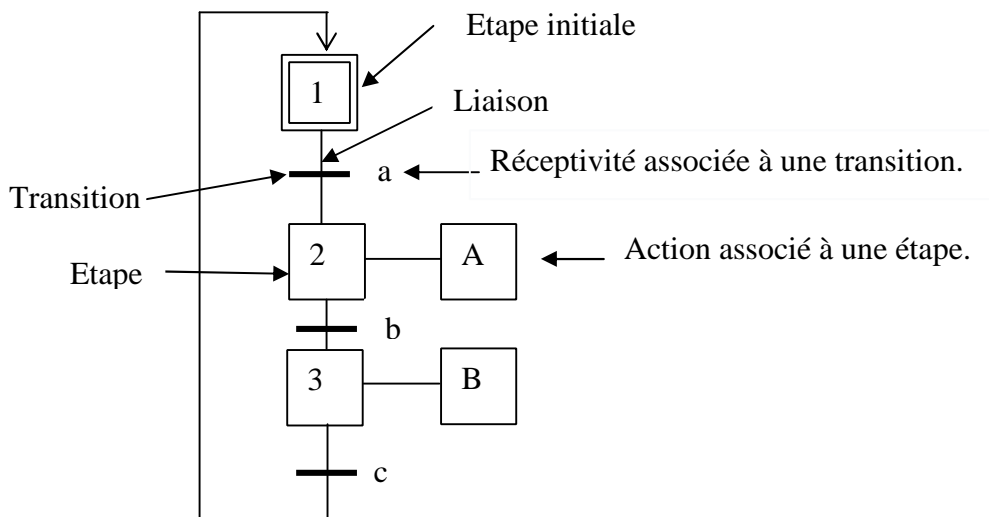 Etape initiale
1
Liaison
a
Réceptivité associée à une transition.
Transition
2
A
Action associé à une étape.
Etape
b
3
B
c